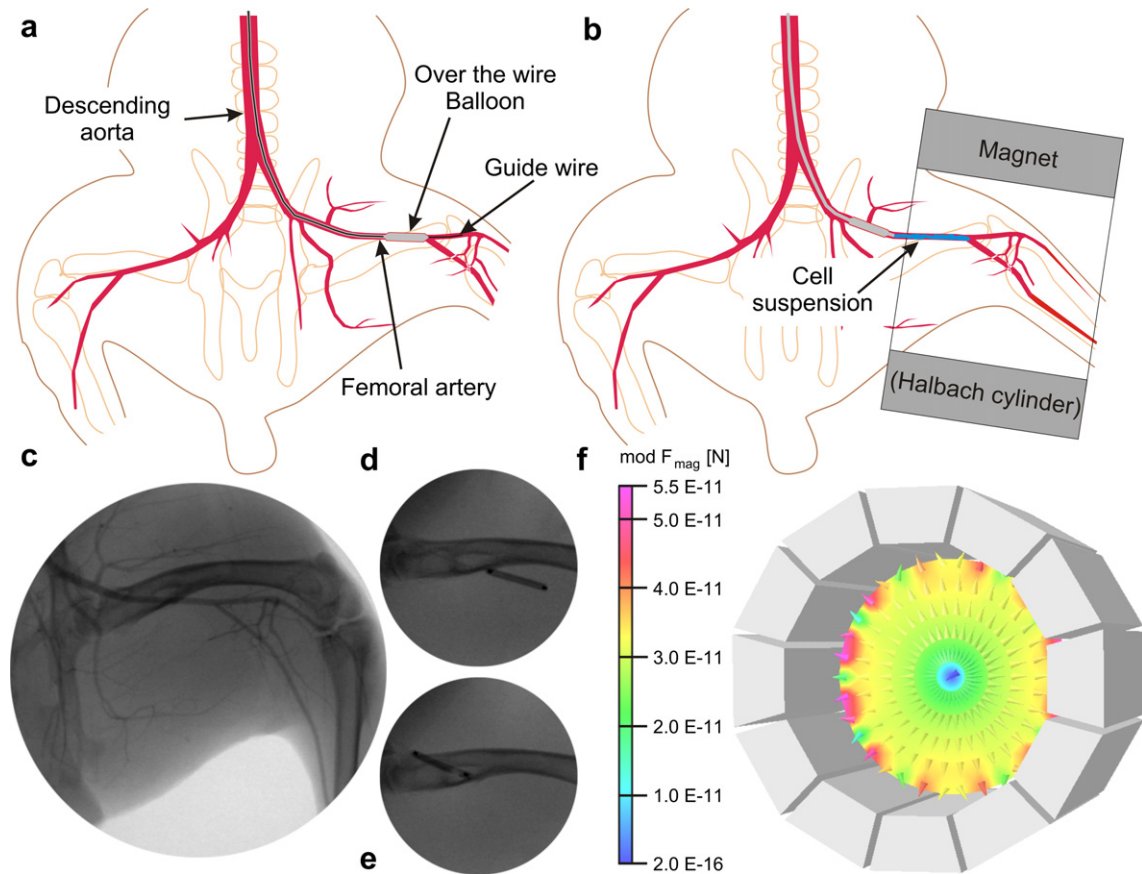 a
Descending
aorta
Over the wire
Balloon
Guide wire
Femoral artery
b
Magnet
Cell
suspension
(Halbach cylinder)
c
d
e
f
mod F_mag [N]
5.5 E-11
5.0 E-11
4.0 E-11
3.0 E-11
2.0 E-11
1.0 E-11
2.0 E-16